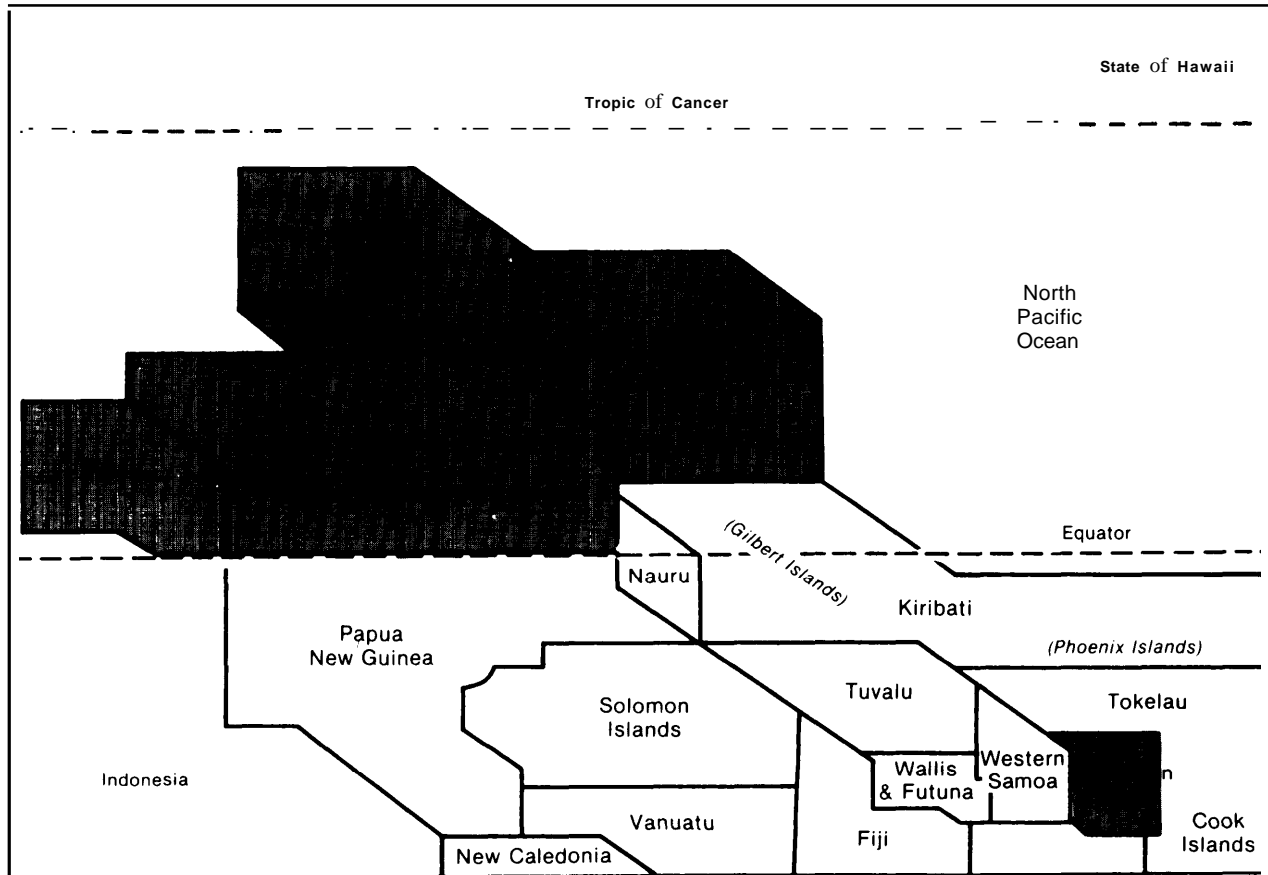 State of Hawaii
Tropic of Cancer
North
Pacific
Ocean
Equator
(Gilbert Islands)
Nauru
Kiribati
Papua
New Guinea
(Phoenix Islands)
Tuvalu
Tokelau
Solomon
Islands
Indonesia
Wallis
& Futuna
Western
Samoa
n
Vanuatu
Fiji
Cook
Islands
New Caledonia